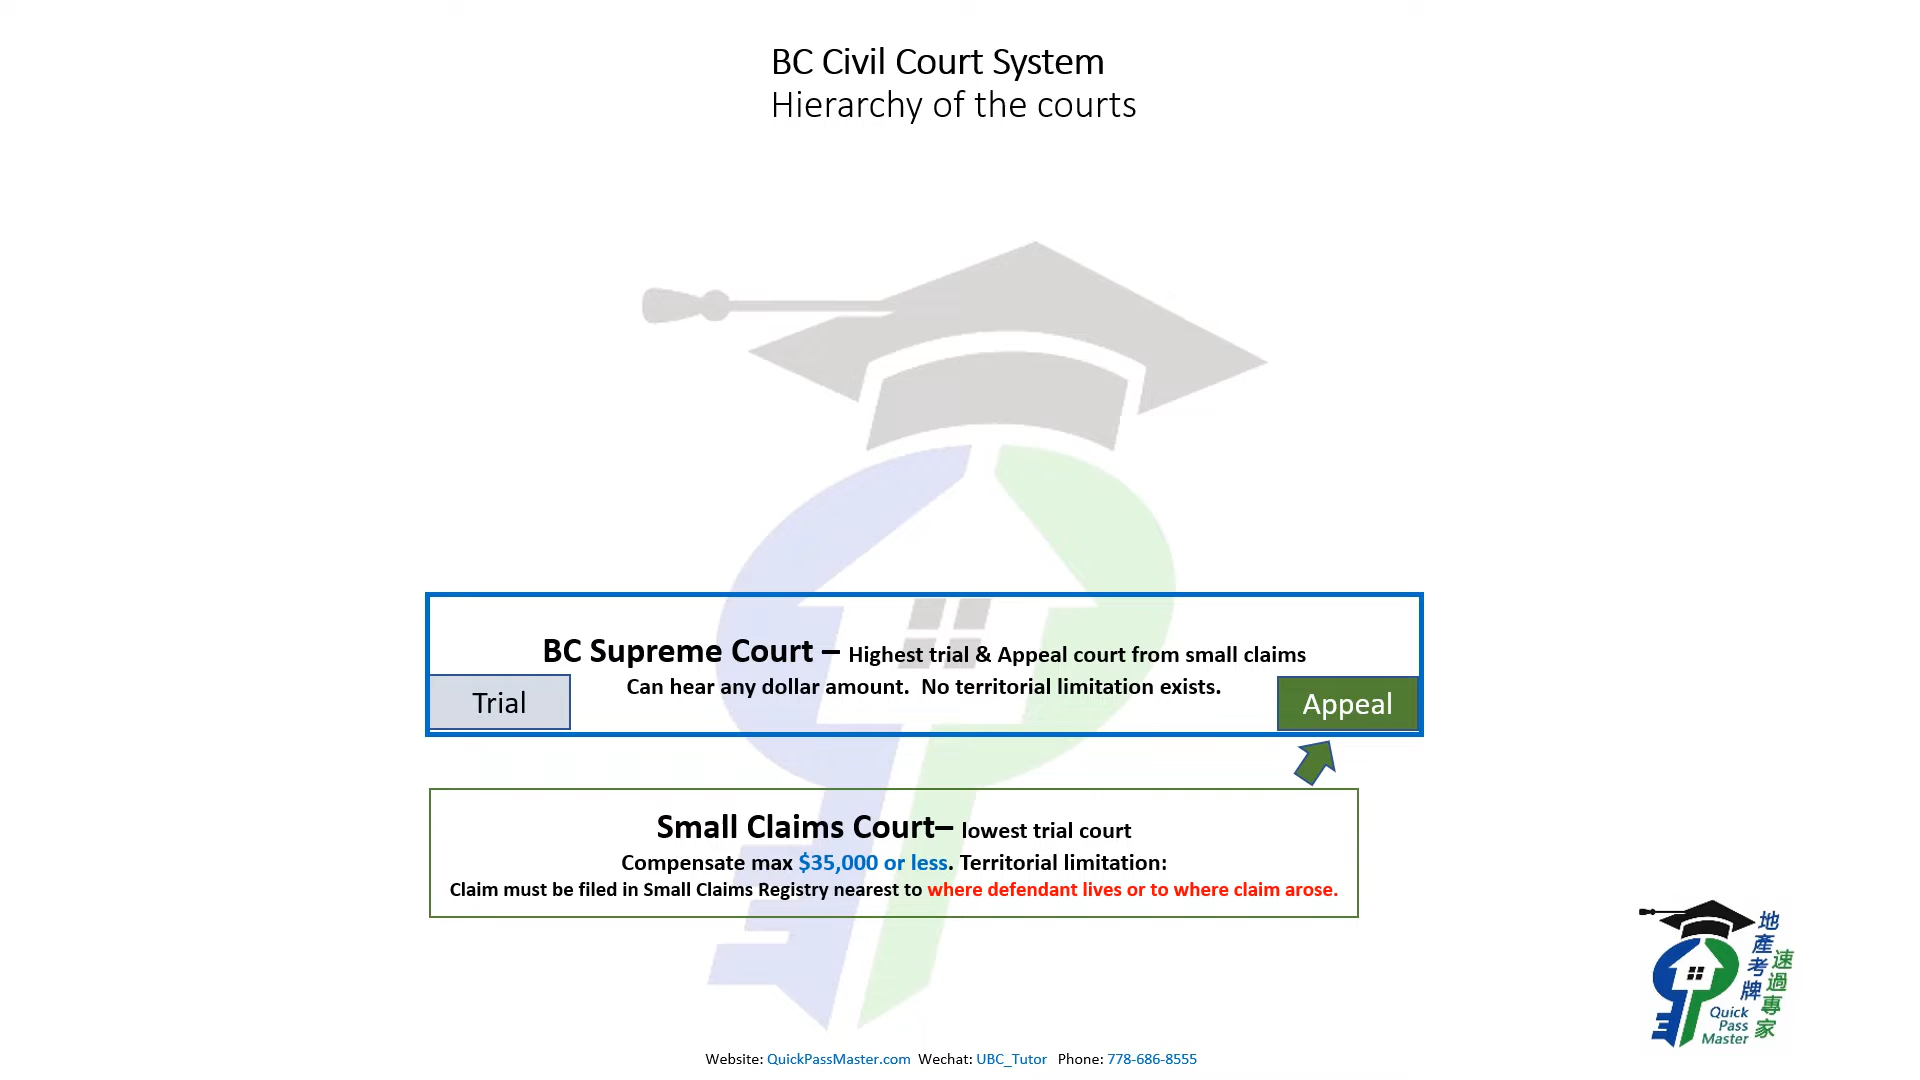 BC Civil Court System
Hierarchy of the courts
BC Supreme Court – Highest trial & Appeal court from small claims
Can hear any dollar amount.  No territorial limitation exists.
Trial
Appeal
Small Claims Court– lowest trial court
Compensate max $35,000 or less. Territorial limitation:
Claim must be filed in Small Claims Registry nearest to where defendant lives or to where claim arose.
地產考牌
速過專家
Quick
Pass
Master
Website: QuickPassMaster.com  Wechat: UBC_Tutor  Phone: 778-686-8555